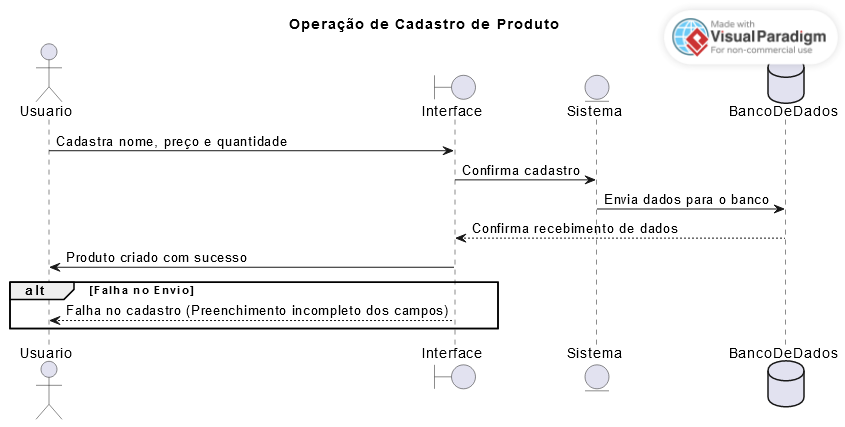 Operação de Cadastro de Produto
Made with
VisualParadigm
For non-commercial use
Usuario
Interface
Sistema
BancoDeDados
Cadastra nome, preço e quantidade
Confirma cadastro
Envia dados para o banco
Confirma recebimento de dados
Produto criado com sucesso
alt [Falha no Envio]
Falha no cadastro (Preenchimento incompleto dos campos)
Usuario
Interface
Sistema
BancoDeDados